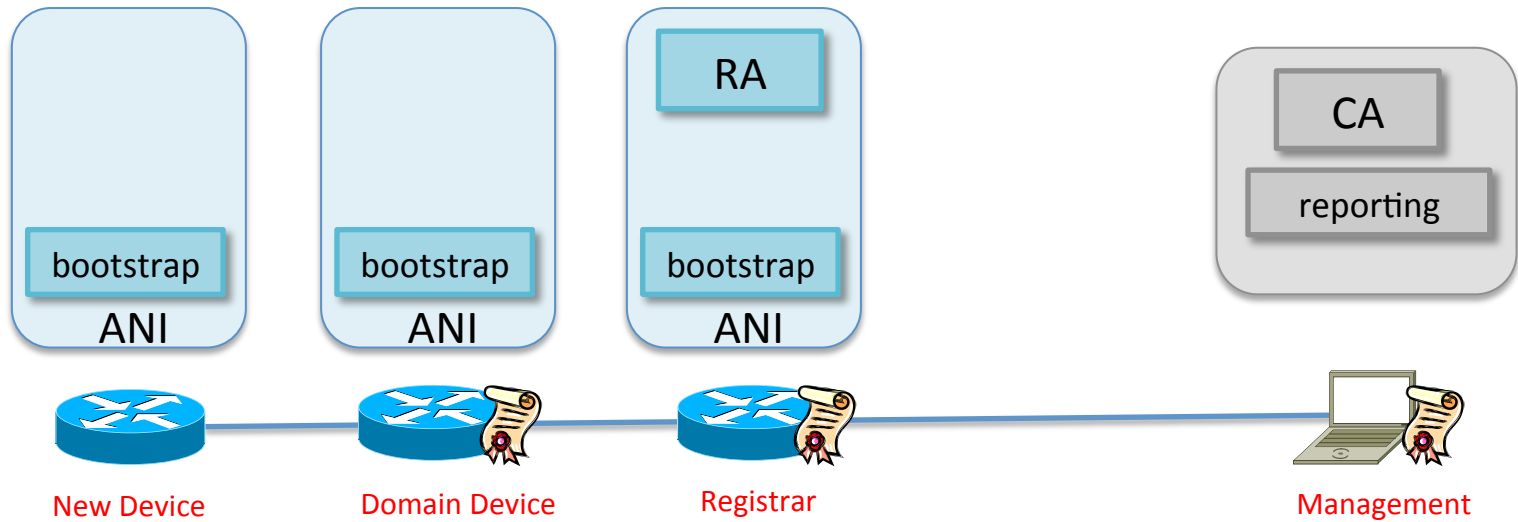 RA
CA
reporting
bootstrap
bootstrap
bootstrap
ANI
ANI
ANI
New Device
Domain Device
Registrar
Management